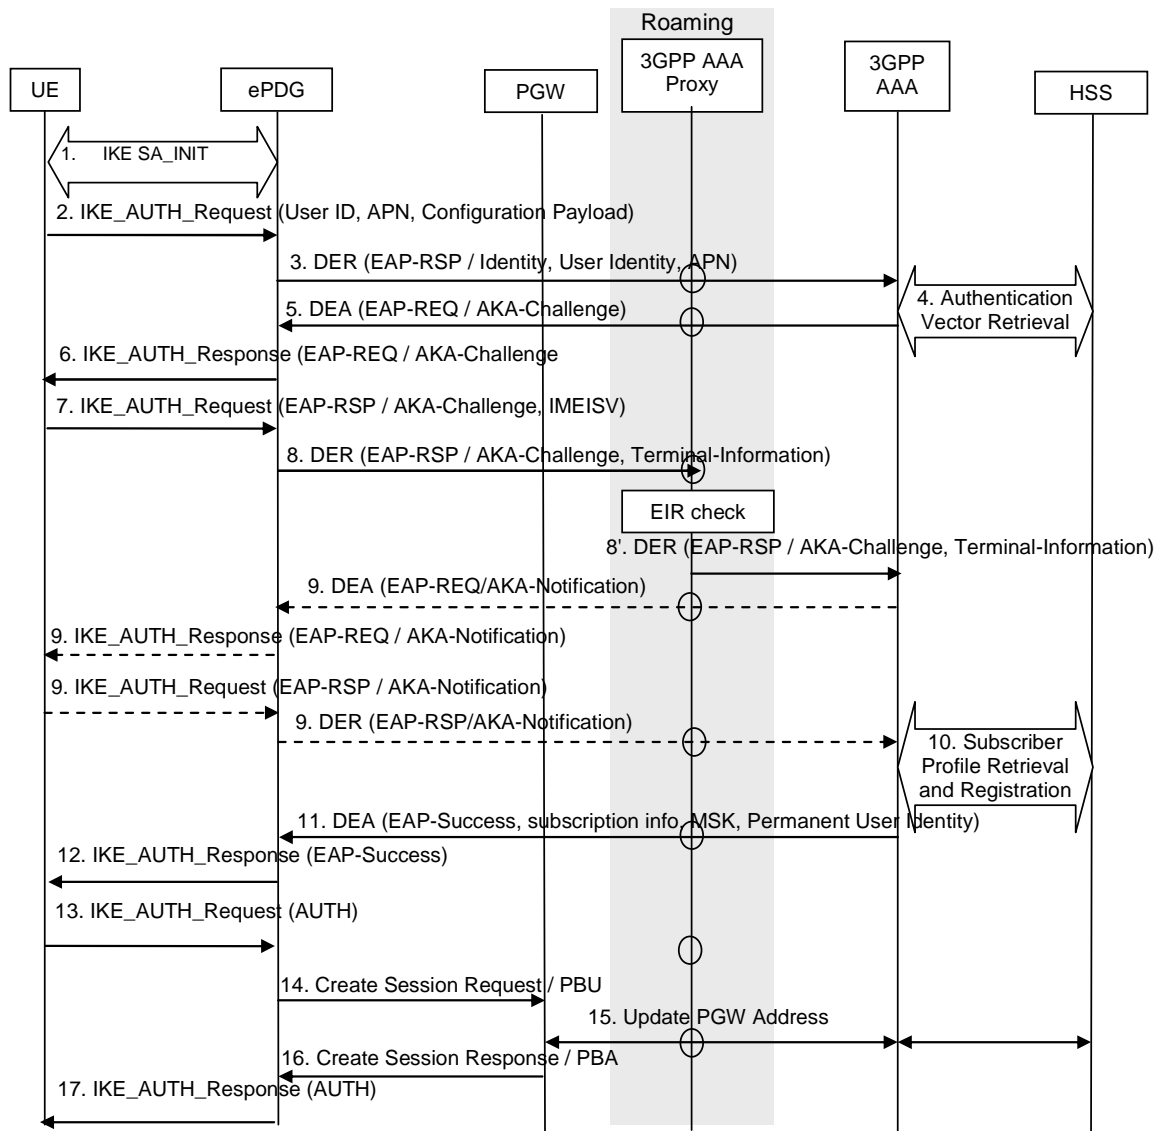 Roaming
UE
ePDG
PGW
3GPP AAA
Proxy
3GPP
AAA
HSS
1. IKE SA_INIT
2. IKE_AUTH_Request (User ID, APN, Configuration Payload)
3. DER (EAP-RSP / Identity, User Identity, APN)
4. Authentication
Vector Retrieval
5. DEA (EAP-REQ / AKA-Challenge)
6. IKE_AUTH_Response (EAP-REQ / AKA-Challenge
7. IKE_AUTH_Request (EAP-RSP / AKA-Challenge, IMEISV)
8. DER (EAP-RSP / AKA-Challenge, Terminal-Information)
EIR check
8'. DER (EAP-RSP / AKA-Challenge, Terminal-Information)
9. DEA (EAP-REQ/AKA-Notification)
9. IKE_AUTH_Response (EAP-REQ / AKA-Notification)
9. IKE_AUTH_Request (EAP-RSP / AKA-Notification)
9. DER (EAP-RSP/AKA-Notification)
10. Subscriber
Profile Retrieval
and Registration
11. DEA (EAP-Success, subscription info, MSK, Permanent User Identity)
12. IKE_AUTH_Response (EAP-Success)
13. IKE_AUTH_Request (AUTH)
14. Create Session Request / PBU
15. Update PGW Address
16. Create Session Response / PBA
17. IKE_AUTH_Response (AUTH)